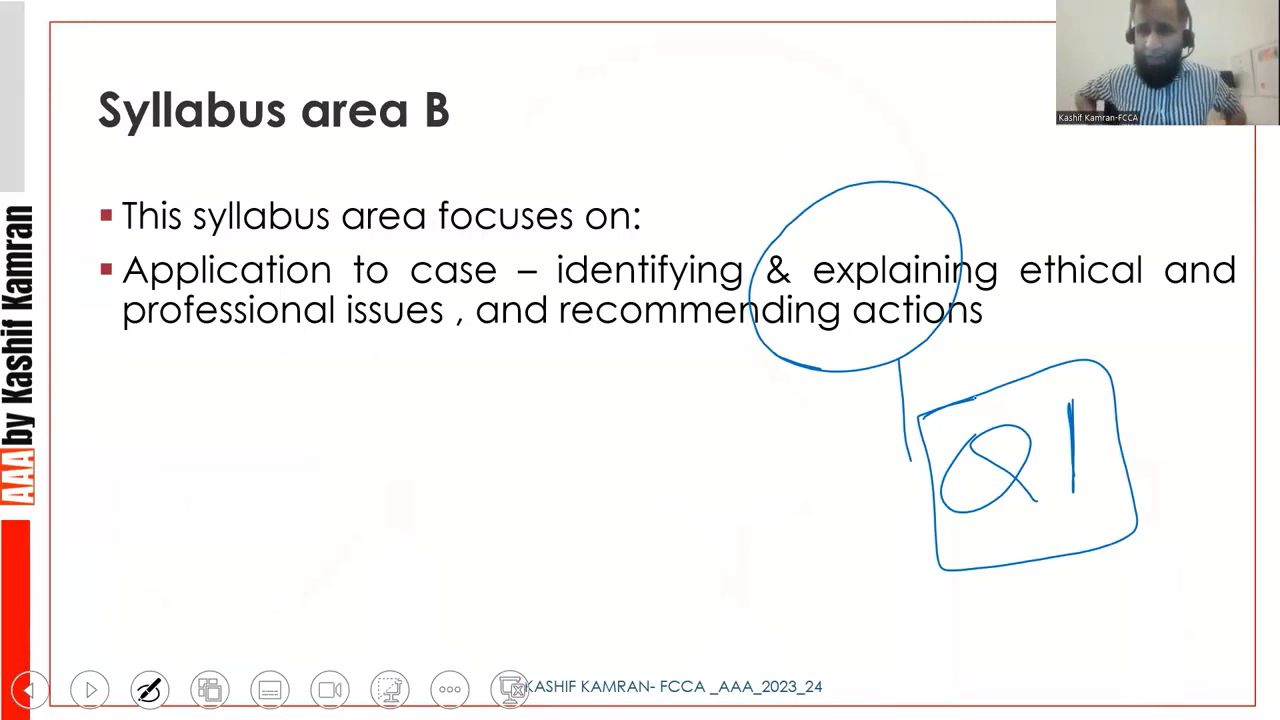 Syllabus area B
Kashif Kamran-FCCA
▪ This syllabus area focuses on:
▪ Application to case – identifying & explaining ethical and
professional issues , and recommending actions
Q1
AAA by Kashif Kamran
KASHIF KAMRAN- FCCA _AAA_2023_24